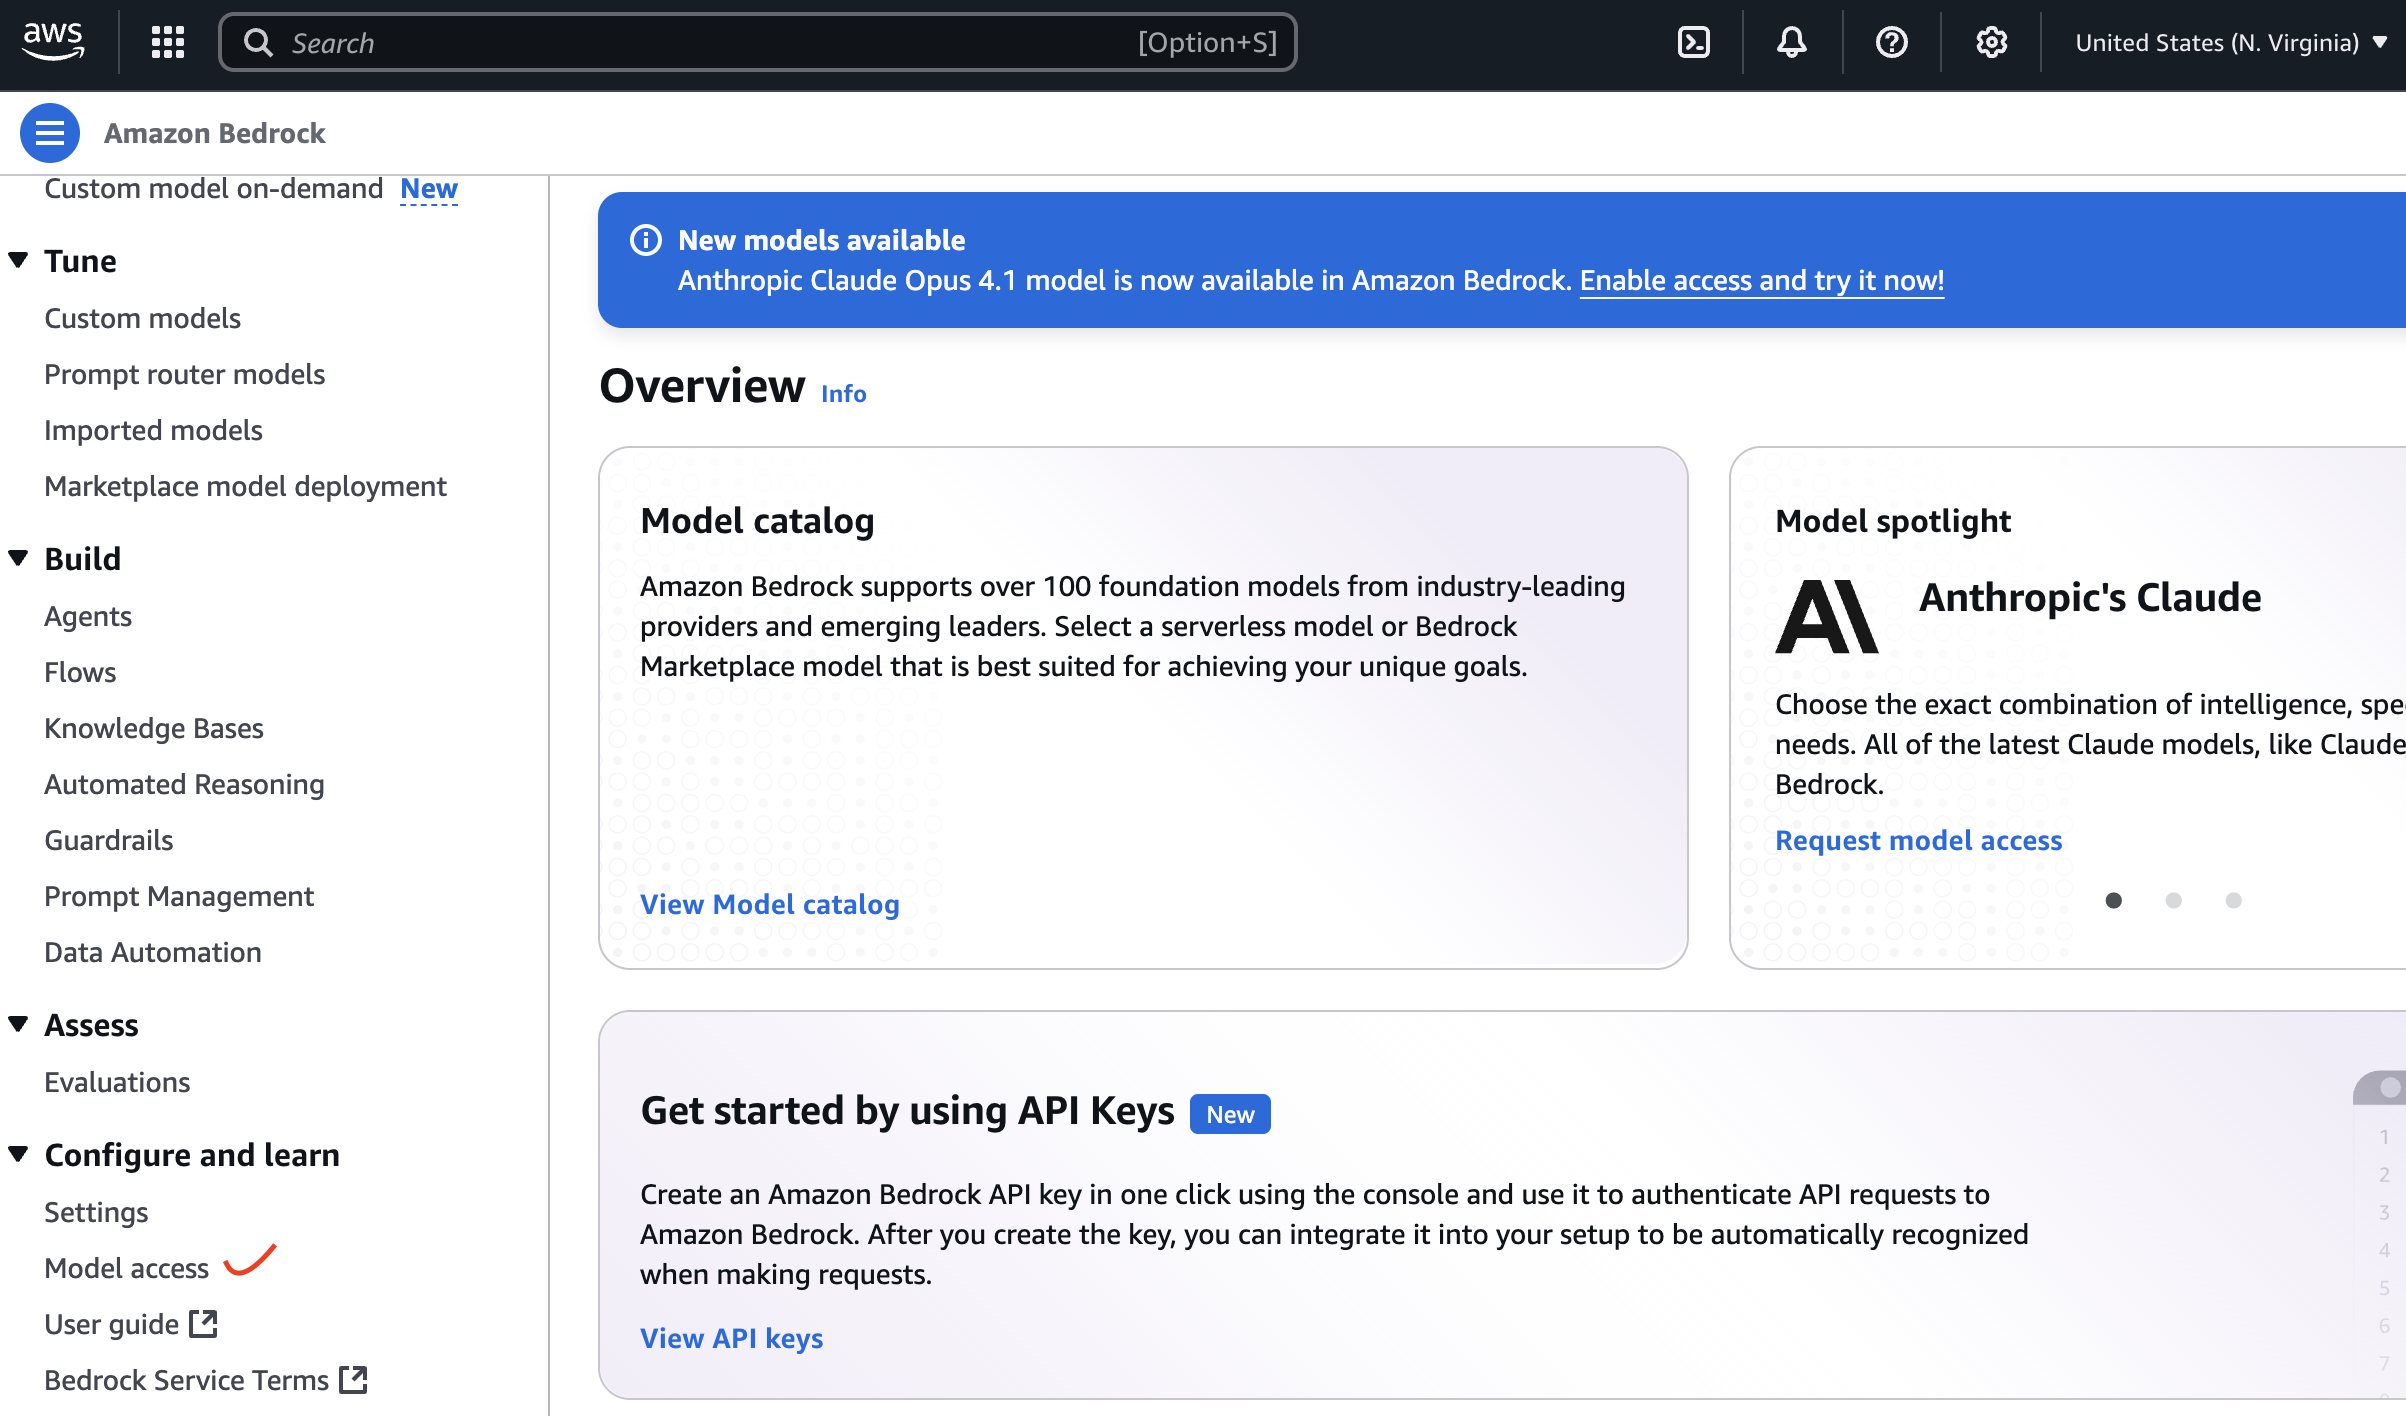 aws
Search [Option+S]
United States (N. Virginia)
Amazon Bedrock
Custom model on-demand New
Tune
Custom models
Prompt router models
Imported models
Marketplace model deployment
Build
Agents
Flows
Knowledge Bases
Automated Reasoning
Guardrails
Prompt Management
Data Automation
Assess
Evaluations
Configure and learn
Settings
Model access
User guide
Bedrock Service Terms
New models available
Anthropic Claude Opus 4.1 model is now available in Amazon Bedrock. Enable access and try it now!
Overview Info
Model catalog
Amazon Bedrock supports over 100 foundation models from industry-leading
providers and emerging leaders. Select a serverless model or Bedrock
Marketplace model that is best suited for achieving your unique goals.
View Model catalog
Model spotlight
Anthropic's Claude
Choose the exact combination of intelligence, spe
needs. All of the latest Claude models, like Claude
Bedrock.
Request model access
Get started by using API Keys New
Create an Amazon Bedrock API key in one click using the console and use it to authenticate API requests to
Amazon Bedrock. After you create the key, you can integrate it into your setup to be automatically recognized
when making requests.
View API keys
1
2
3
4
5
6
7